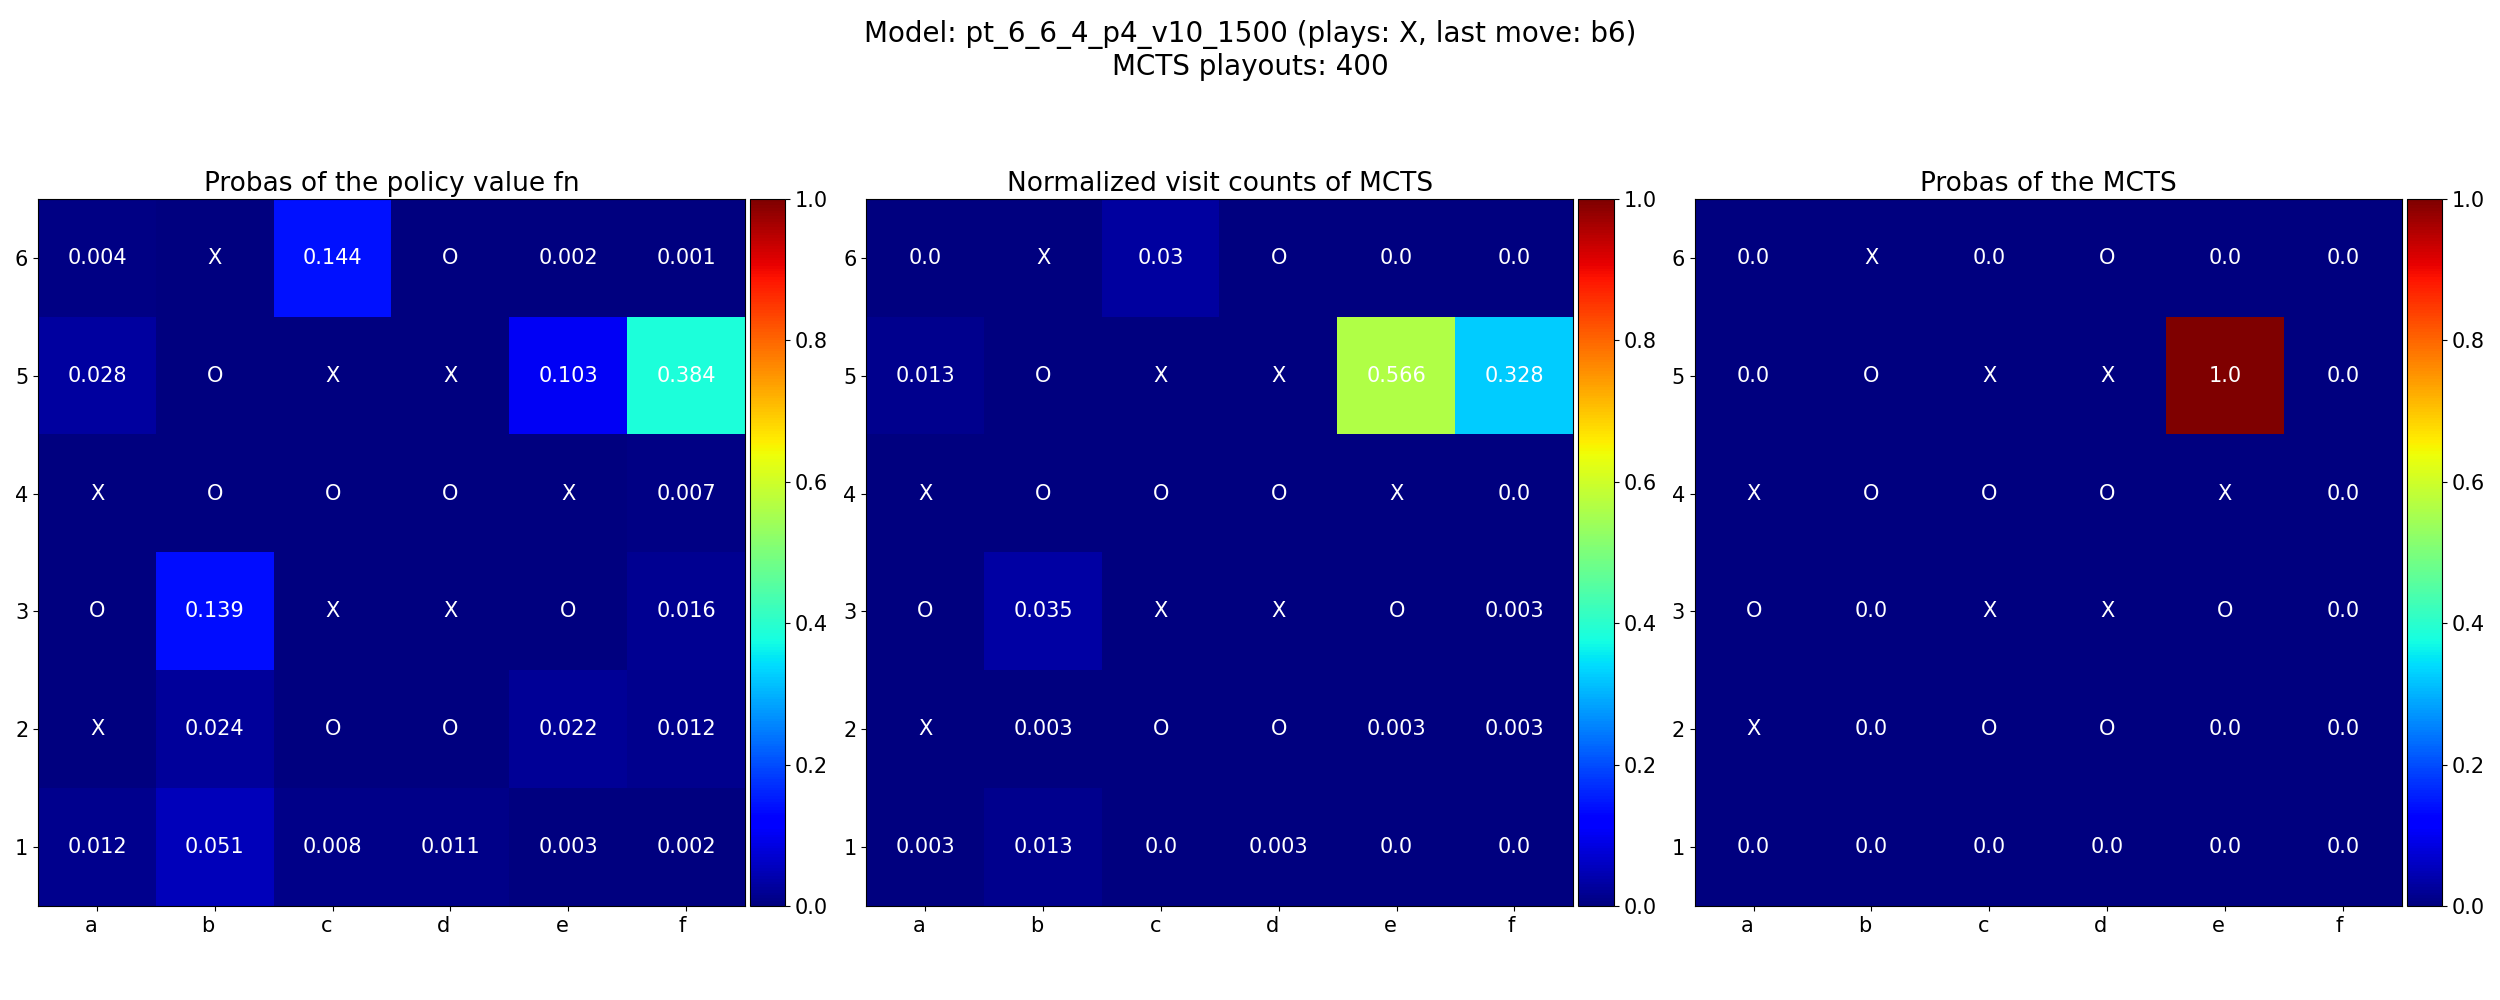 Model: pt_6_6_4_p4_v10_1500 (plays: X, last move: b6)
MCTS playouts: 400
Probas of the policy value fn
6 0.004 X 0.144 O 0.002 0.001
5 0.028 O X X 0.103 0.384
4 X O O O X 0.007
3 O 0.139 X X O 0.016
2 X 0.024 O O 0.022 0.012
1 0.012 0.051 0.008 0.011 0.003 0.002
a b c d e f
1.0
0.8
0.6
0.4
0.2
0.0
Normalized visit counts of MCTS
6 0.0 X 0.03 O 0.0 0.0
5 0.013 O X X 0.566 0.328
4 X O O O X 0.0
3 O 0.035 X X O 0.003
2 X 0.003 O O 0.003 0.003
1 0.003 0.013 0.0 0.003 0.0 0.0
a b c d e f
1.0
0.8
0.6
0.4
0.2
0.0
Probas of the MCTS
6 0.0 X 0.0 O 0.0 0.0
5 0.0 O X X 1.0 0.0
4 X O O O X 0.0
3 O 0.0 X X O 0.0
2 X 0.0 O O 0.0 0.0
1 0.0 0.0 0.0 0.0 0.0 0.0
a b c d e f
1.0
0.8
0.6
0.4
0.2
0.0